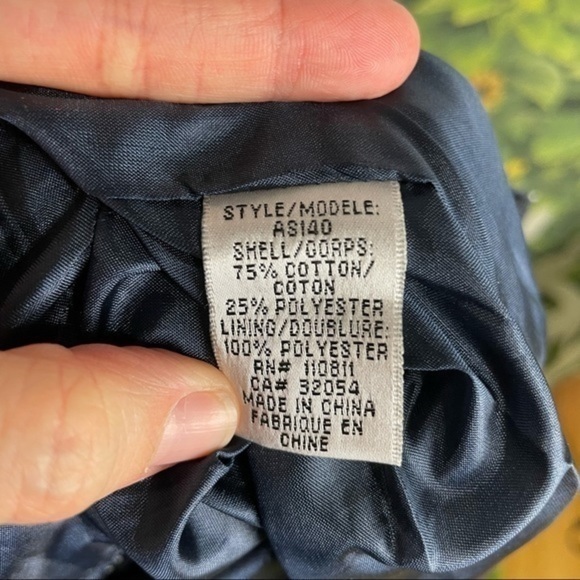 STYLE/MODELE:
AS140
SHELL/CORPS:
75% COTTON/
COTON
25% POLYESTER
LINING/DOUBLURE:
100% POLYESTER
RN# 110811
CA# 32054
MADE IN CHINA
FABRIQUE EN
CHINE